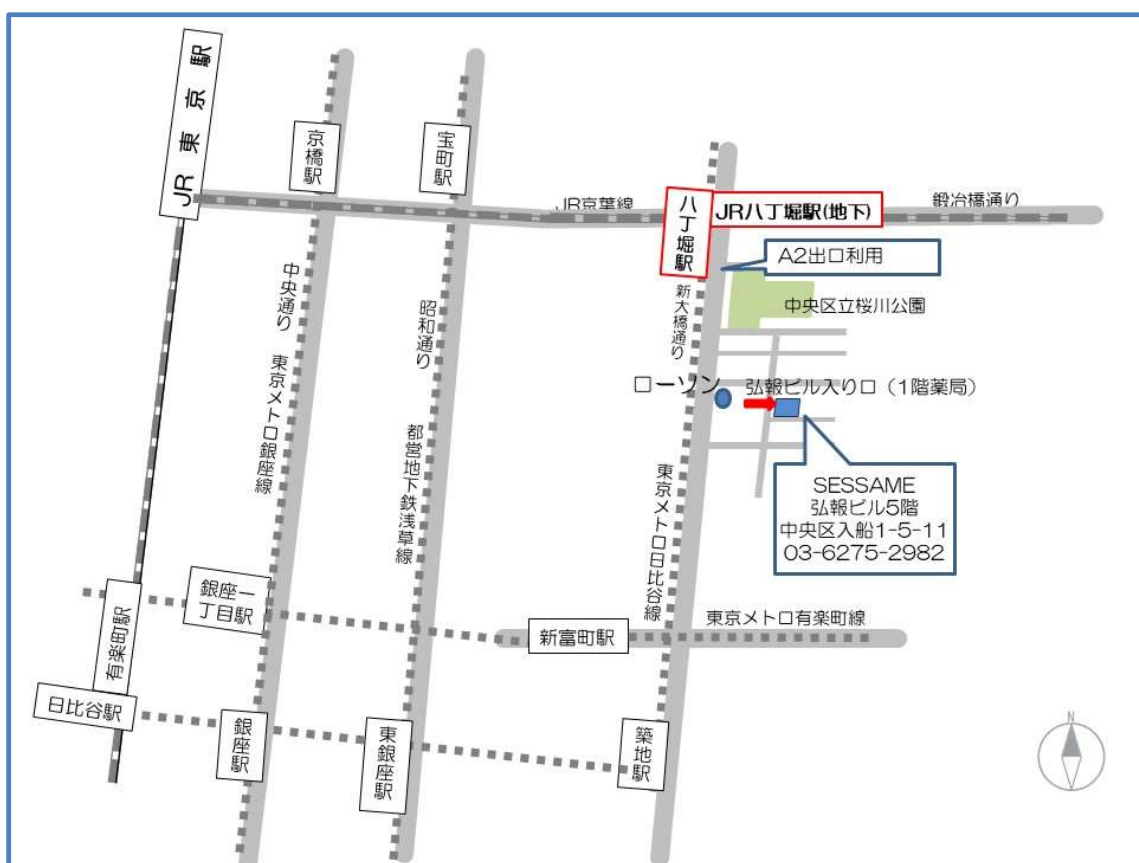 JR 東京駅
京橋駅
宝町駅
JR京葉線
八丁堀駅
JR八丁堀駅(地下)
鍛冶橋通り
A2出口利用
中央区立桜川公園
中央通り
昭和通り
新大橋通り
東京メトロ銀座線
都営地下鉄浅草線
ローソン
弘報ビル入り口（1階薬局）
東京メトロ日比谷線
SESSAME
弘報ビル5階
中央区入船1-5-11
03-6275-2982
有楽町駅
銀座一
丁目駅
新富町駅
東京メトロ有楽町線
日比谷駅
銀座駅
東銀座駅
築地駅
N